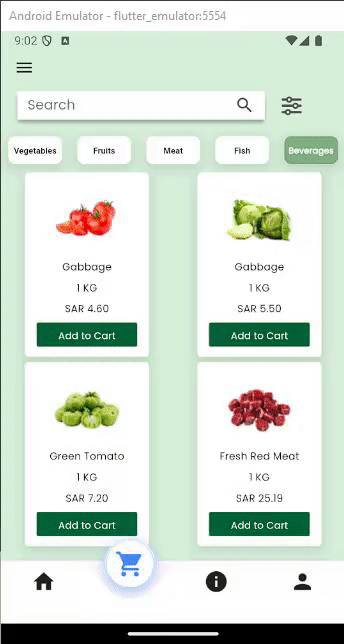 Android Emulator - flutter_emulator:5554
9:02
Search
Vegetables Fruits Meat Fish Beverages
Gabbage Gabbage
1 KG 1 KG
SAR 4.60 SAR 5.50
Add to Cart Add to Cart
Green Tomato Fresh Red Meat
1 KG 1 KG
SAR 7.20 SAR 25.19
Add to Cart Add to Cart